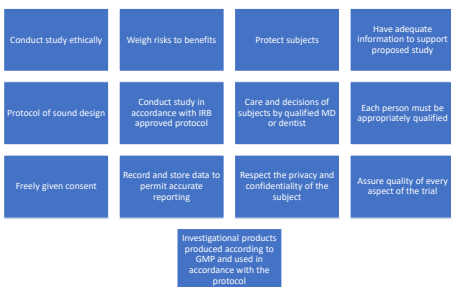 Conduct study ethically
Weigh risks to benefits
Protect subjects
Have adequate
information to support
proposed study
Protocol of sound design
Conduct study in
accordance with IRB
approved protocol
Care and decisions of
subjects by qualified MD
or dentist
Each person must be
appropriately qualified
Freely given consent
Record and store data to
permit accurate
reporting
Respect the privacy and
confidentiality of the
subject
Assure quality of every
aspect of the trial
Investigational products
produced according to
GMP and used in
accordance with the
protocol